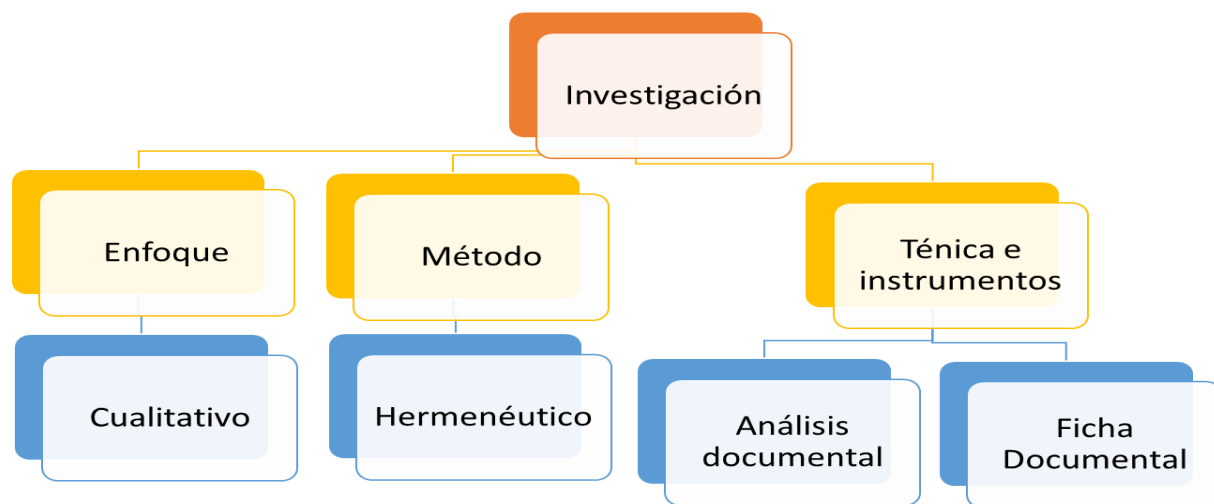 Investigación
Enfoque
Método
Ténica e
instrumentos
Cualitativo
Hermenéutico
Análisis
documental
Ficha
Documental